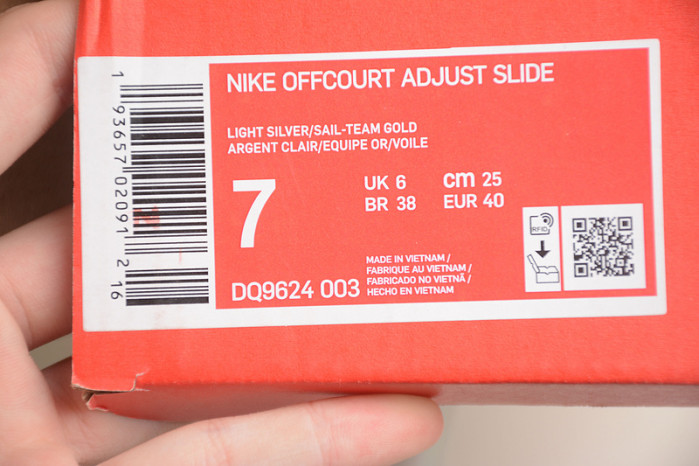 NIKE OFFCOURT ADJUST SLIDE
LIGHT SILVER/SAIL-TEAM GOLD
ARGENT CLAIR/EQUIPE OR/VOILE
7
UK 6 cm 25
BR 38 EUR 40
MADE IN VIETNAM /
FABRIQUE AU VIETNAM /
FABRICADO NO VIETNÃ /
HECHO EN VIETNAM
DQ9624 003
RFID
1 93657 02091 2 16